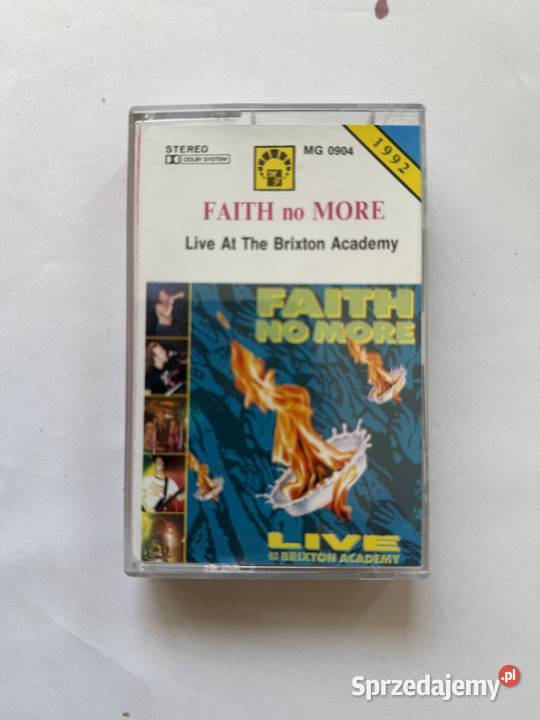 STEREO
DOLBY SYSTEM
MG 0904
1992
FAITH no MORE
Live At The Brixton Academy
FAITH
NO MORE
LIVE
BRIXTON ACADEMY
Sprzedajemy.pl